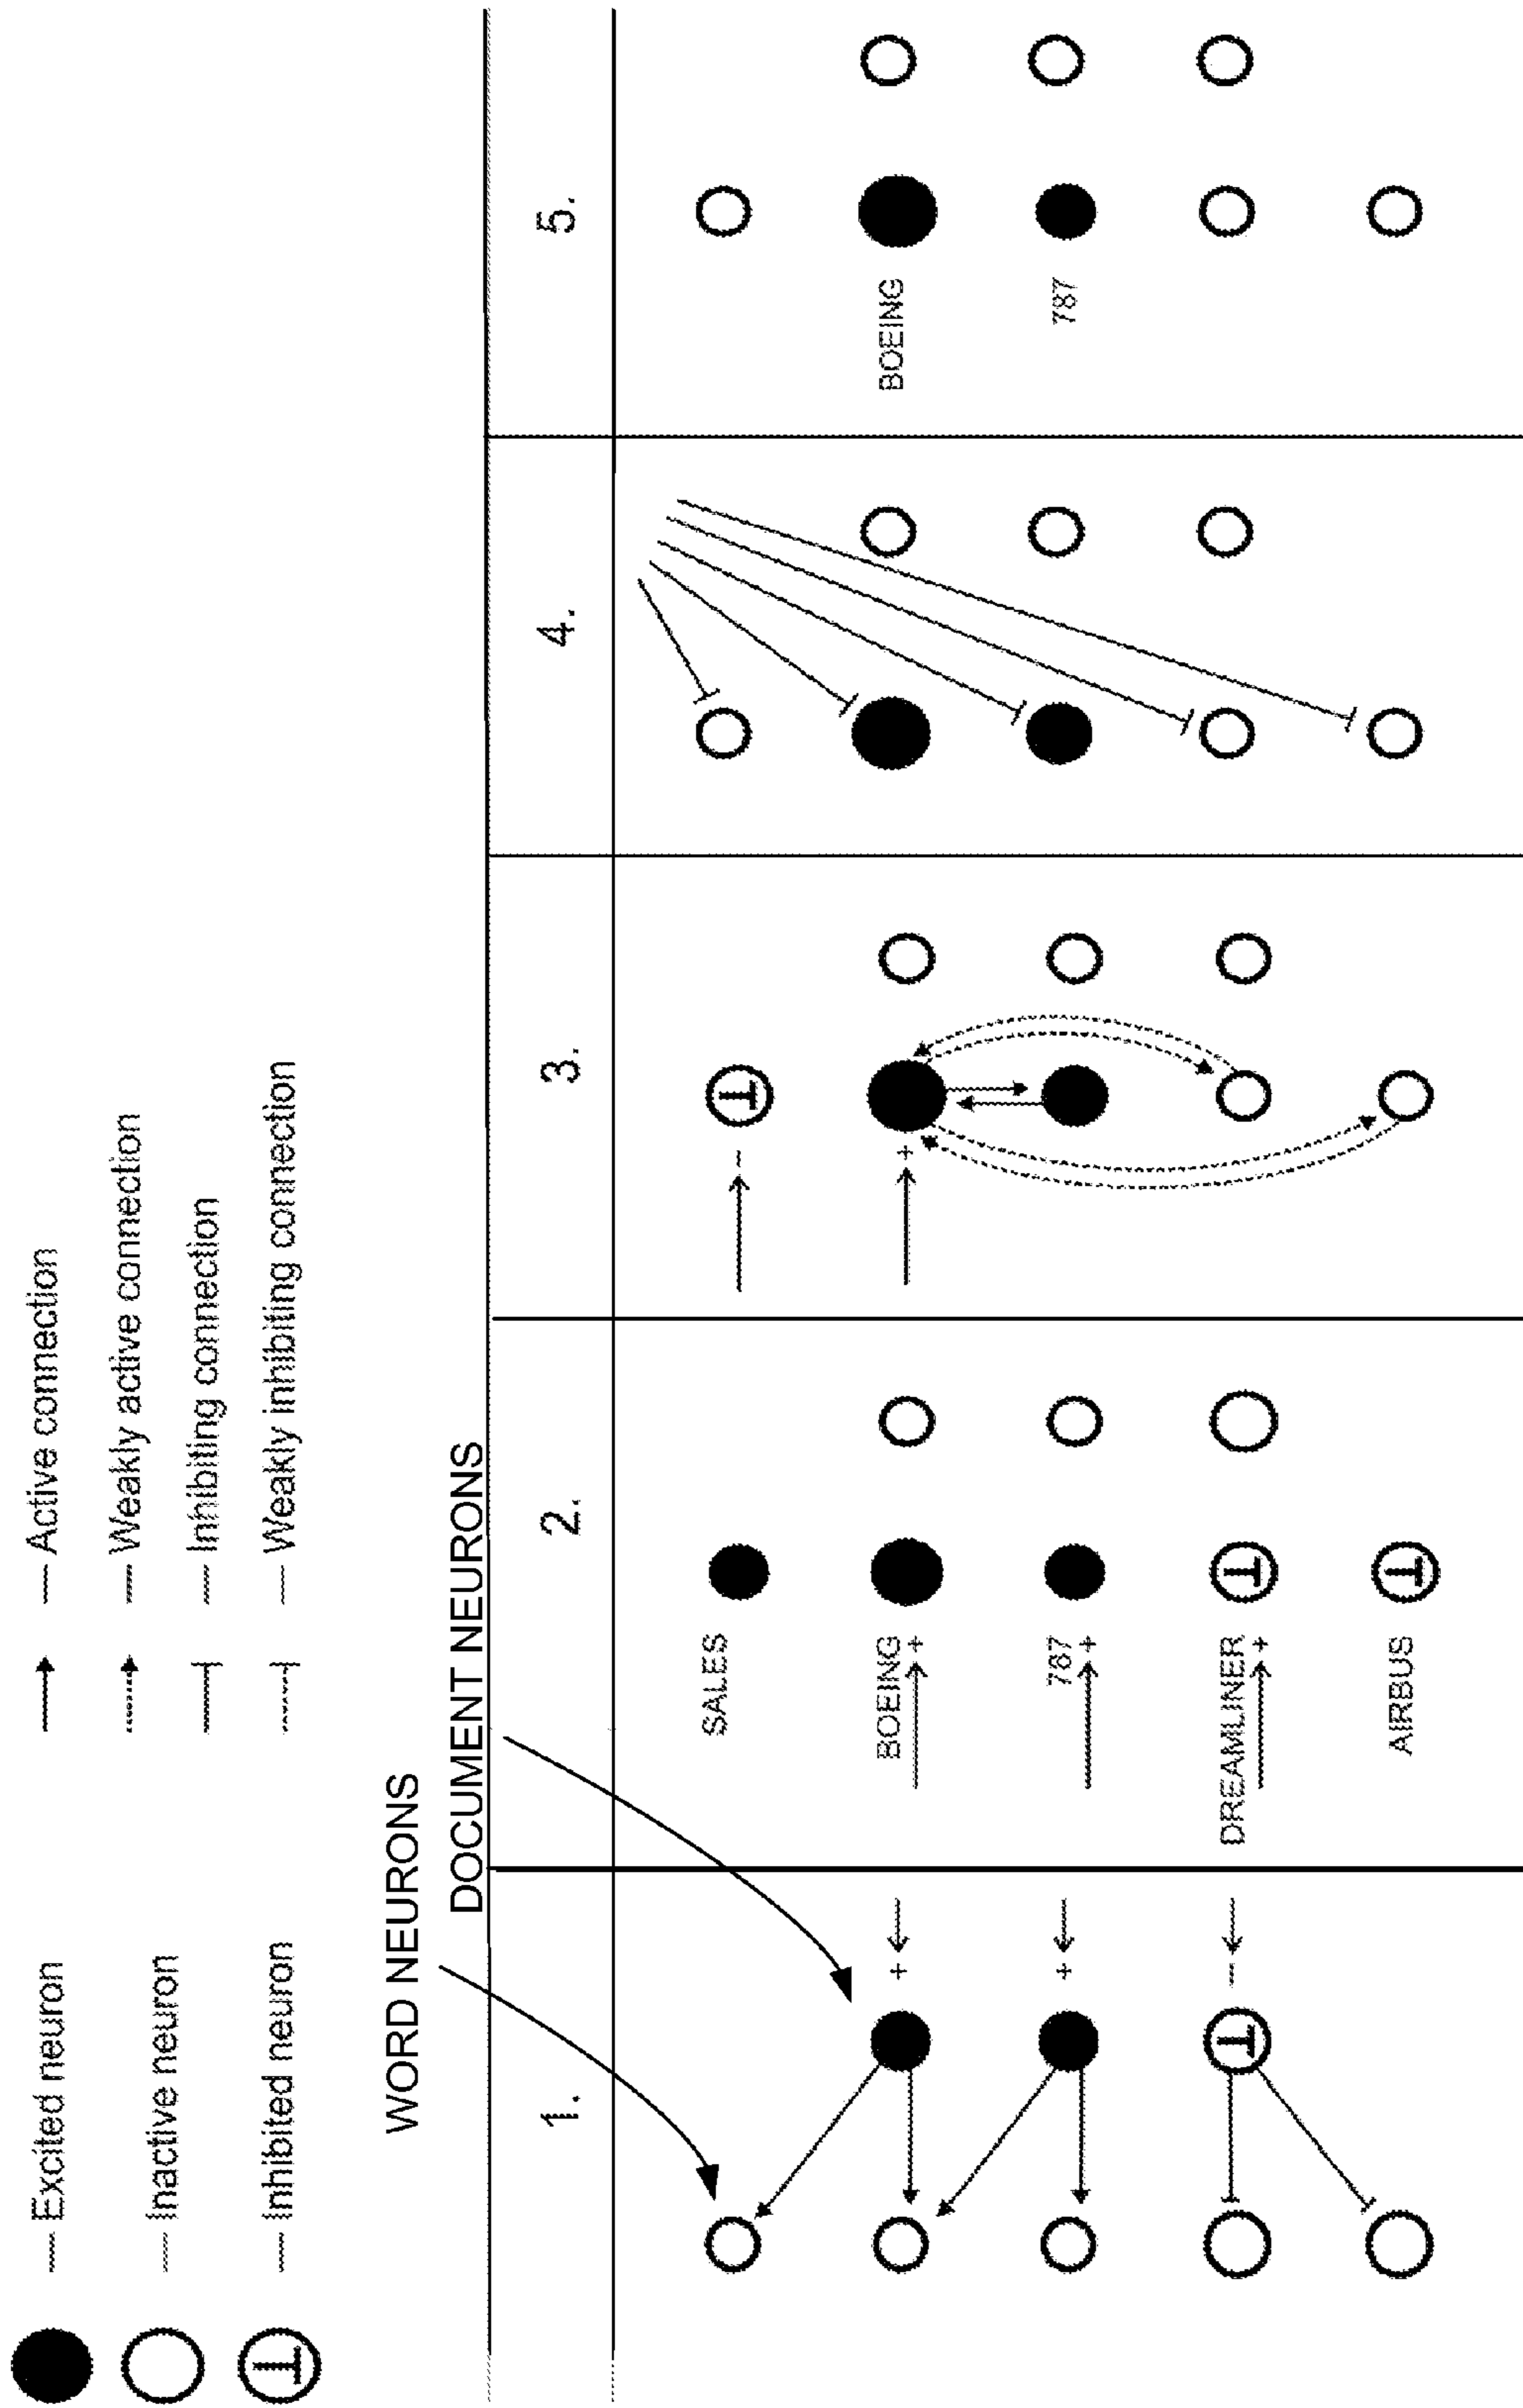 — Excited neuron
— Inactive neuron
T — Inhibited neuron
— Active connection
— Weakly active connection
— Inhibiting connection
— Weakly inhibiting connection
WORD NEURONS
DOCUMENT NEURONS
1.
2.
3.
4.
5.
+
+
T –
SALES
BOEING
+
787
+
DREAMLINER
+
T
AIRBUS
T
– T
+
BOEING
787